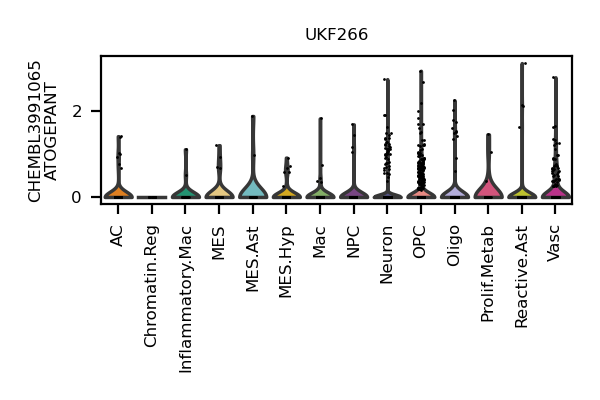 UKF266
CHEMBL3991065
ATOGEPANT
2
0
AC
Chromatin.Reg
Inflammatory.Mac
MES
MES.Ast
MES.Hyp
Mac
NPC
Neuron
OPC
Oligo
Prolif.Metab
Reactive.Ast
Vasc